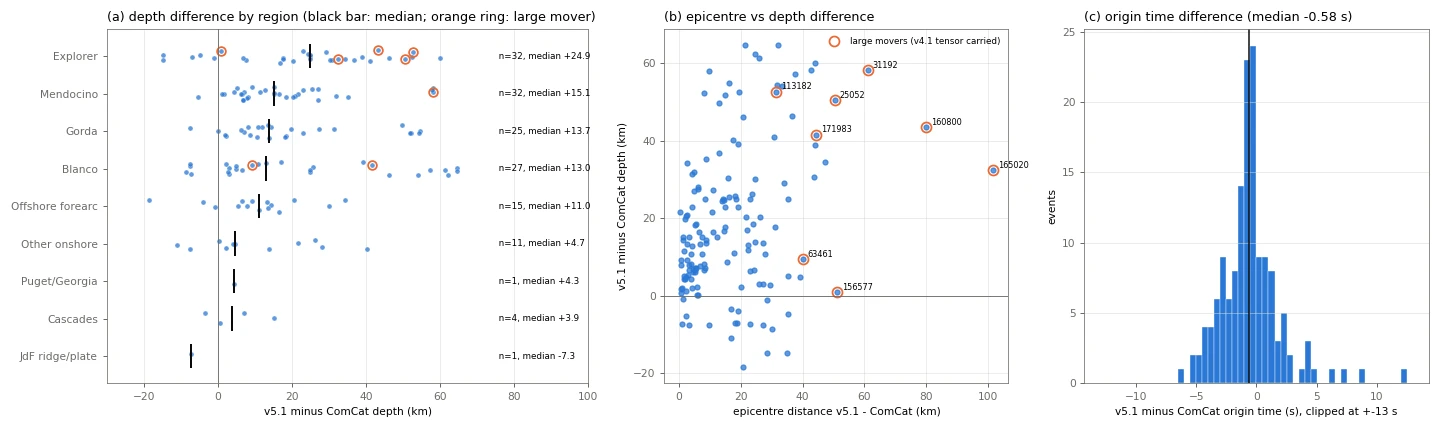 (a) depth difference by region (black bar: median; orange ring: large mover)
Explorer
n=32, median +24.9
Mendocino
n=32, median +15.1
Gorda
n=25, median +13.7
Blanco
n=27, median +13.0
Offshore forearc
n=15, median +11.0
Other onshore
n=11, median +4.7
Puget/Georgia
n=1, median +4.3
Cascades
n=4, median +3.9
JdF ridge/plate
n=1, median -7.3
−20 0 20 40 60 80 100
v5.1 minus ComCat depth (km)
(b) epicentre vs depth difference
large movers (v4.1 tensor carried)
31192
113182
25052
160800
171983
165020
63461
156577
60
40
20
0
−20
v5.1 minus ComCat depth (km)
0 20 40 60 80 100
epicentre distance v5.1 - ComCat (km)
(c) origin time difference (median -0.58 s)
25
20
15
10
5
0
events
−10 −5 0 5 10
v5.1 minus ComCat origin time (s), clipped at +-13 s